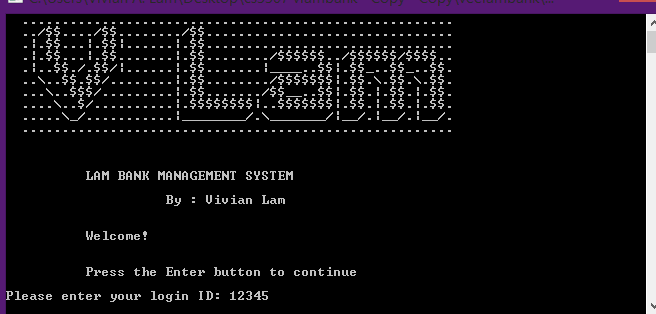 V Lam
LAM BANK MANAGEMENT SYSTEM
By : Vivian Lam
Welcome!
Press the Enter button to continue
Please enter your login ID: 12345